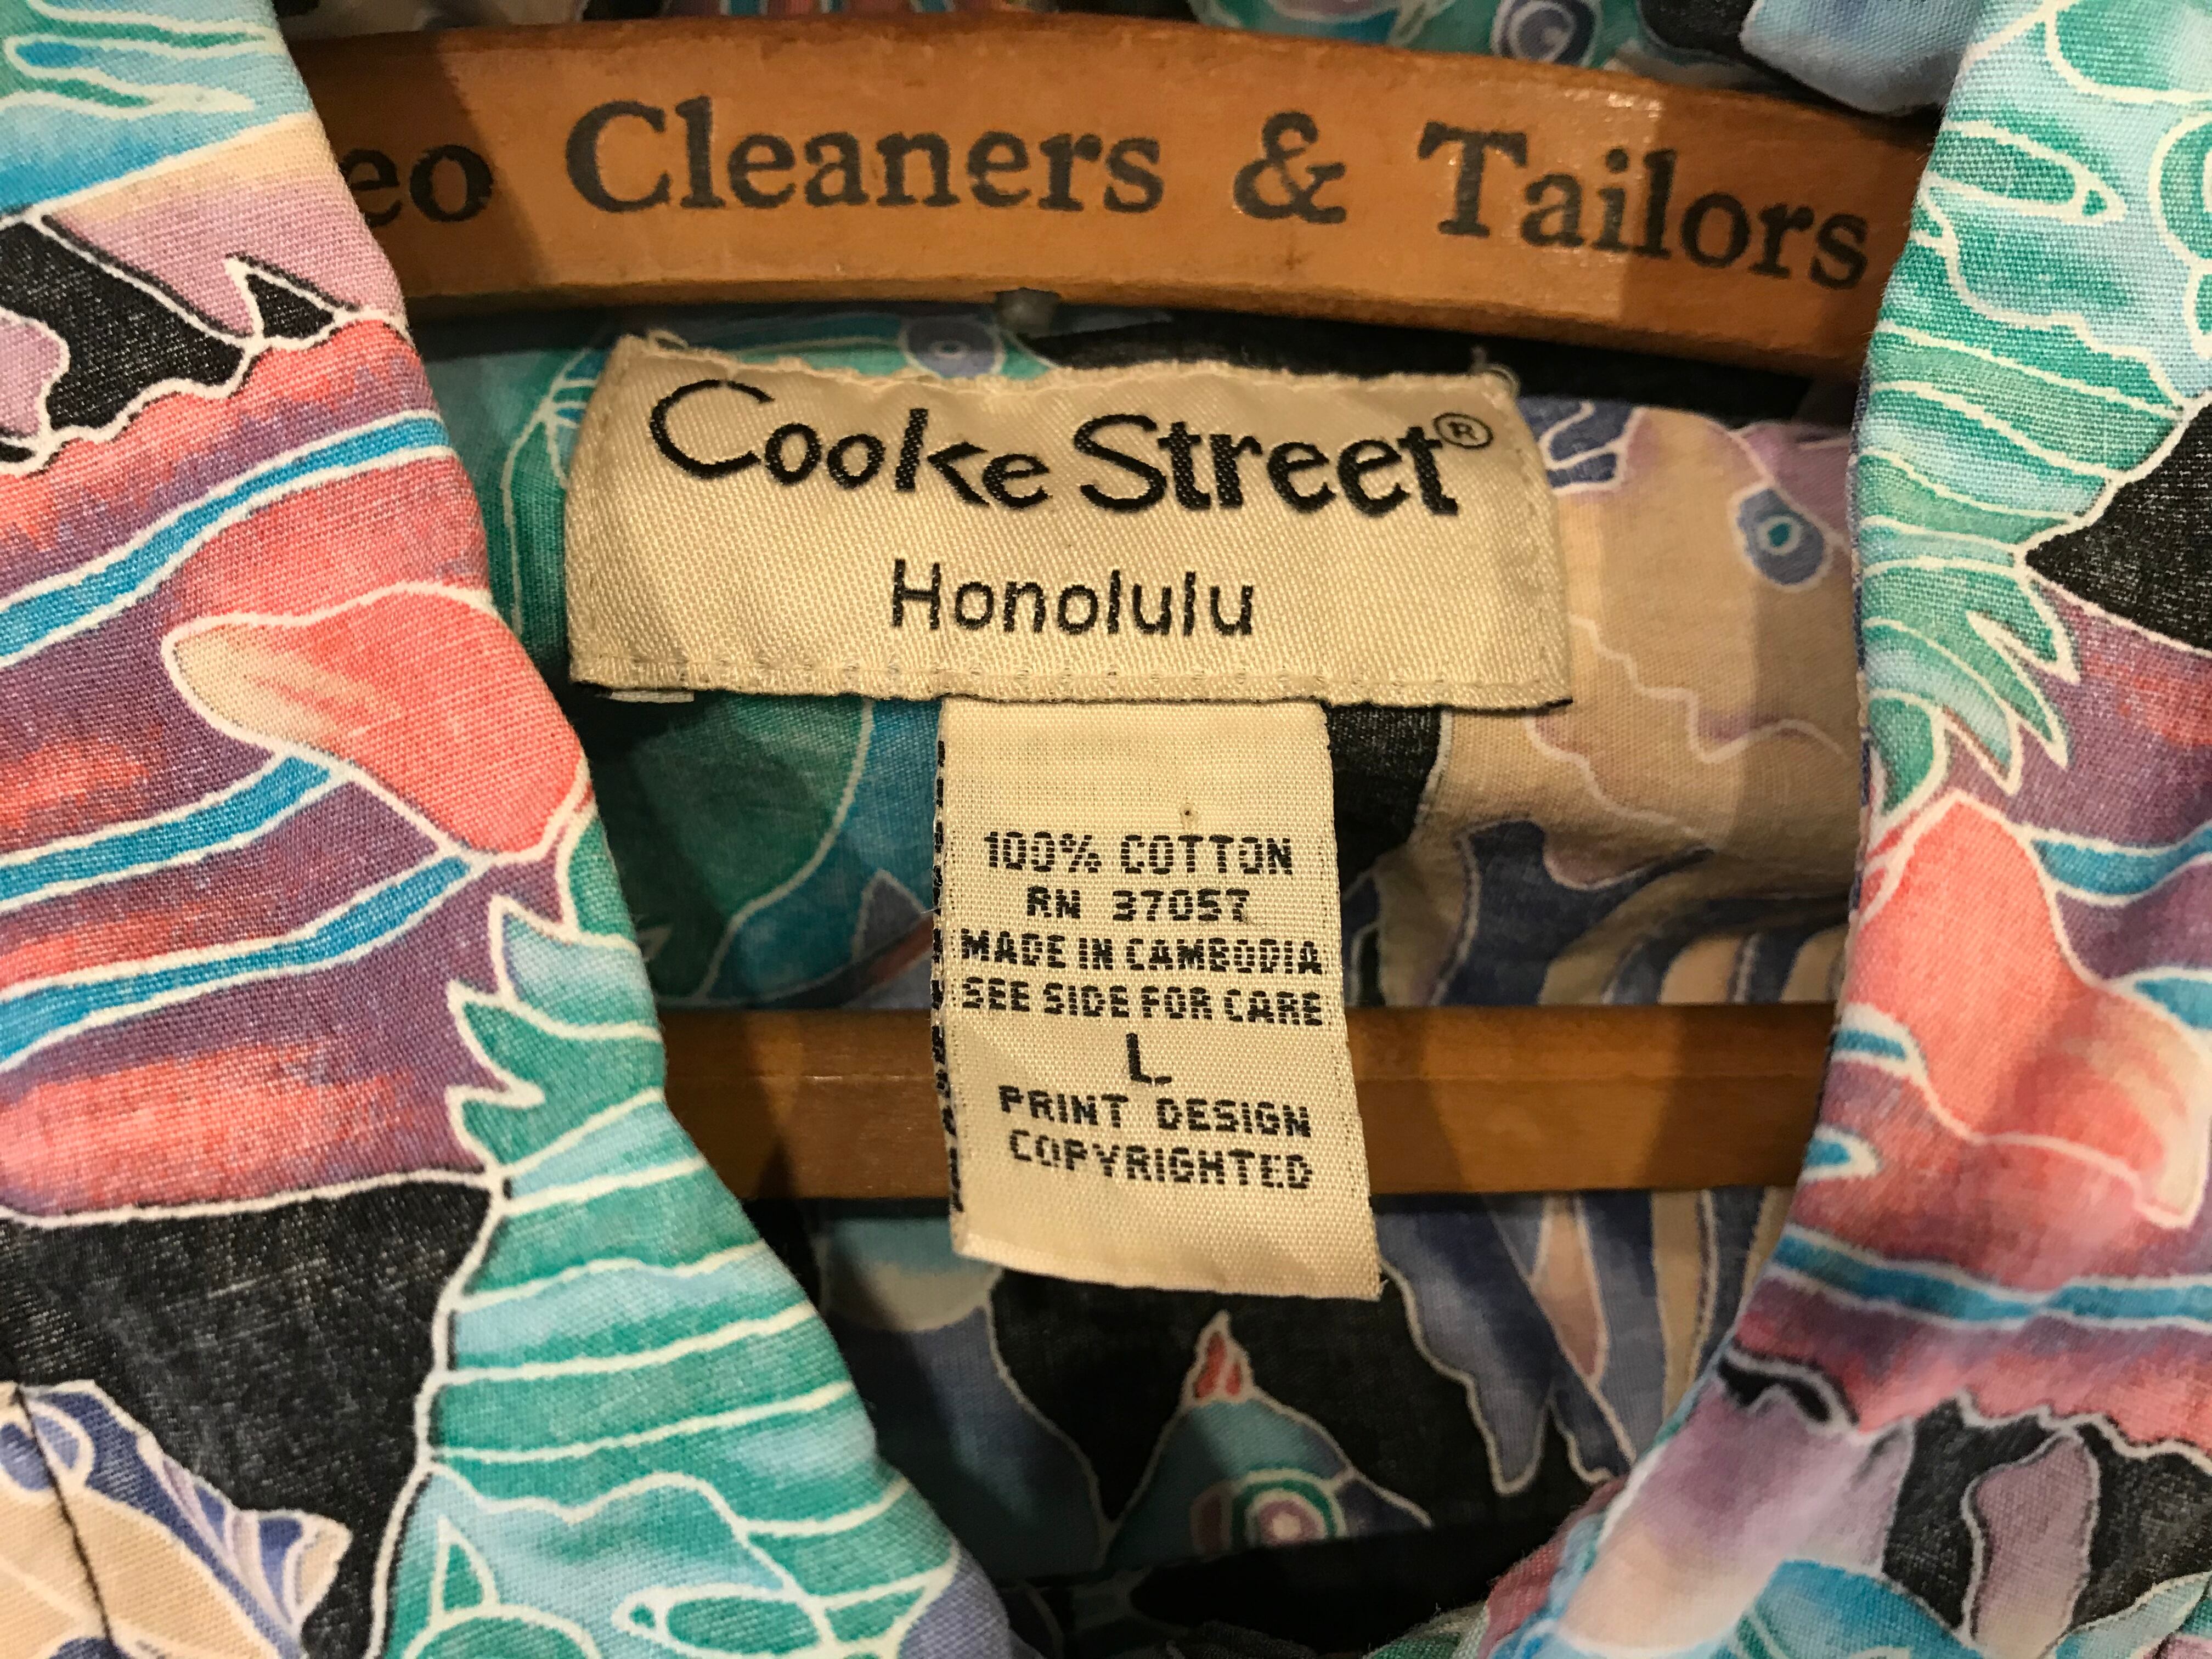 Cleaners & Tailors
Cooke Street®
Honolulu
100% COTTON
RN 37057
MADE IN CAMBODIA
SEE SIDE FOR CARE
L
PRINT DESIGN
COPYRIGHTED